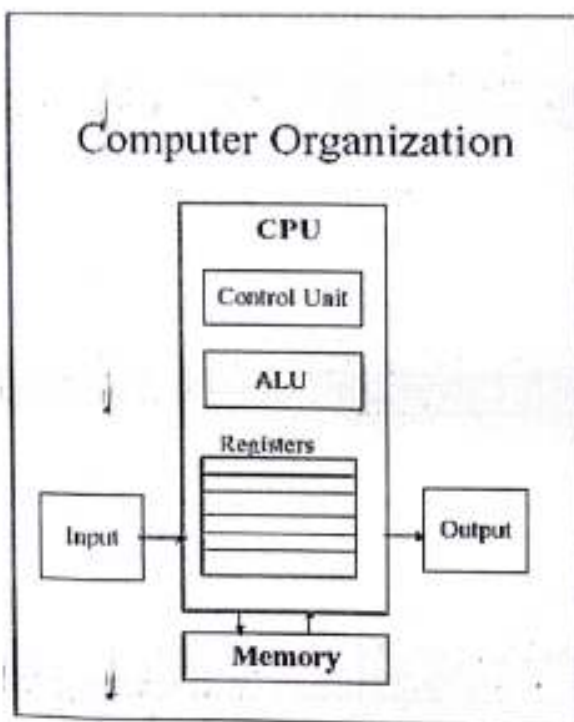 Computer Organization
CPU
Control Unit
ALU
Registers
Input
Output
Memory